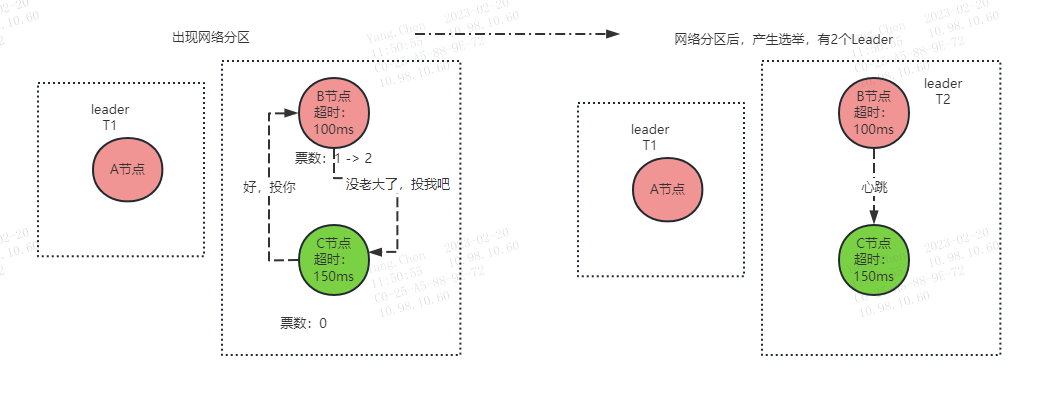 出现网络分区
网络分区后，产生选举，有2个Leader
leader
T1
A节点
B节点
超时：
100ms
票数：1 -> 2
好，投你
没老大了，投我吧
C节点
超时：
150ms
票数：0
leader
T1
A节点
B节点
超时：
100ms
leader
T2
心跳
C节点
超时：
150ms
Yang.Chen 2023-02-20
11:50:55
C0-25-A5-88-9E-72
10.98.10.60